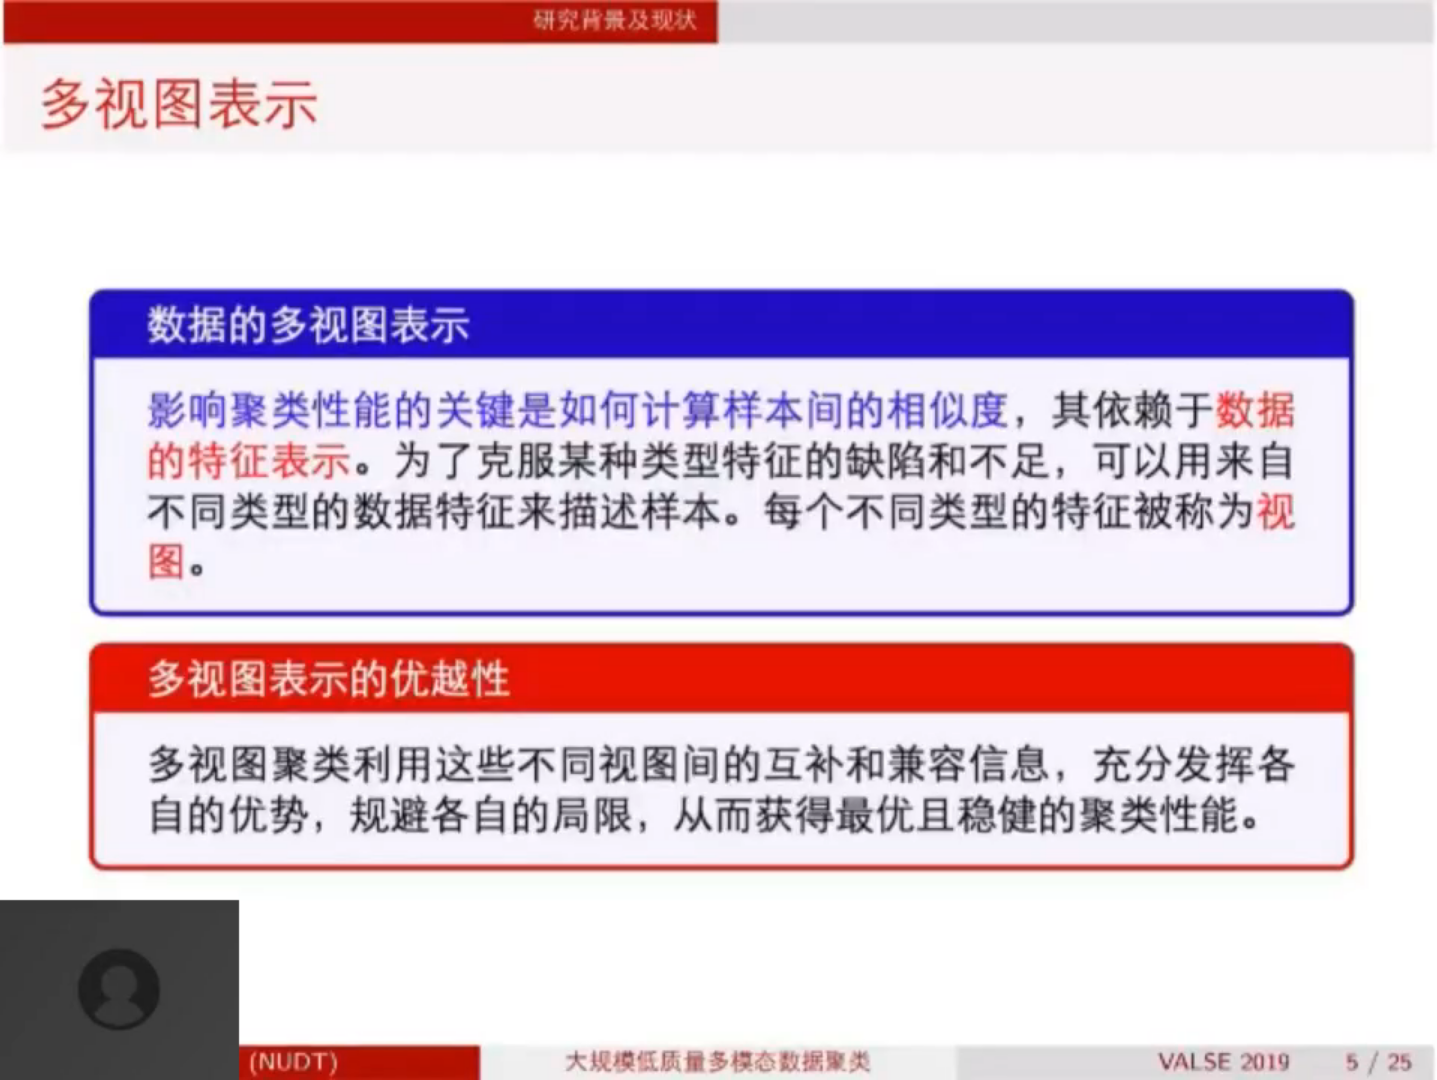 研究背景及现状
多视图表示
数据的多视图表示
影响聚类性能的关键是如何计算样本间的相似度，其依赖于数据
的特征表示。为了克服某种类型特征的缺陷和不足，可以用来自
不同类型的数据特征来描述样本。每个不同类型的特征被称为视
图。
多视图表示的优越性
多视图聚类利用这些不同视图间的互补和兼容信息，充分发挥各
自的优势，规避各自的局限，从而获得最优且稳健的聚类性能。
(NUDT) 大规模低质量多模态数据聚类 VALSE 2019 5 / 25